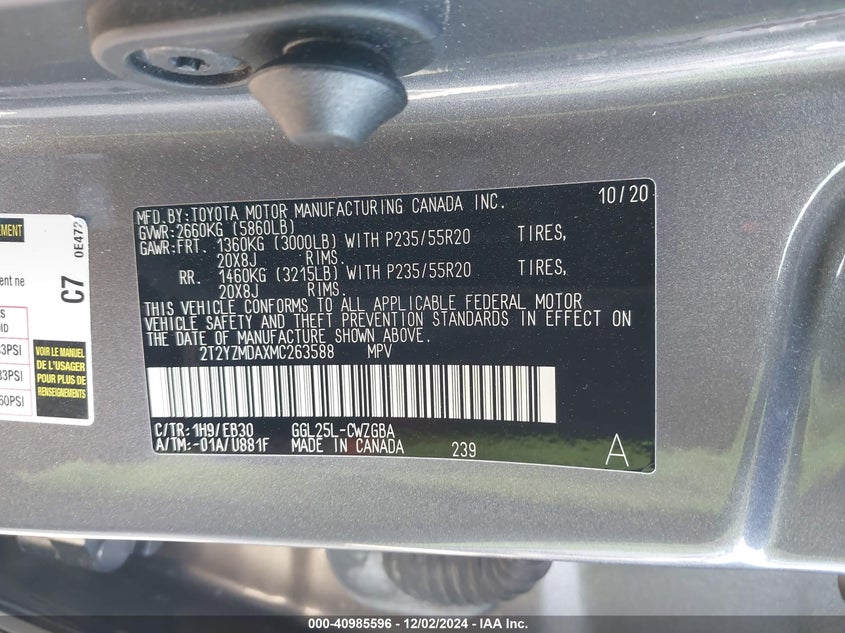 MFD.BY:TOYOTA MOTOR MANUFACTURING CANADA INC. 10/20
GVWR:2660KG (5860LB)
GAWR:FRT. 1360KG (3000LB) WITH P235/55R20 TIRES,
20X8J RIMS.
RR. 1460KG (3215LB) WITH P235/55R20 TIRES,
20X8J RIMS.
THIS VEHICLE CONFORMS TO ALL APPLICABLE FEDERAL MOTOR
VEHICLE SAFETY AND THEFT PREVENTION STANDARDS IN EFFECT ON
THE DATE OF MANUFACTURE SHOWN ABOVE.
2T2YZMDAXMC263588 MPV
C/TR:1H9/EB30 GGL25L-CWZGBA
A/TM:-01A/U881F MADE IN CANADA 239 A
C7
0E472
ent ne
3PSI
33PSI
60PSI
VOIR LE MANUEL
DE L'USAGER
POUR PLUS DE
RENSEIGNEMENTS
©-40985596 - 12/02/2024 - IAA Inc.